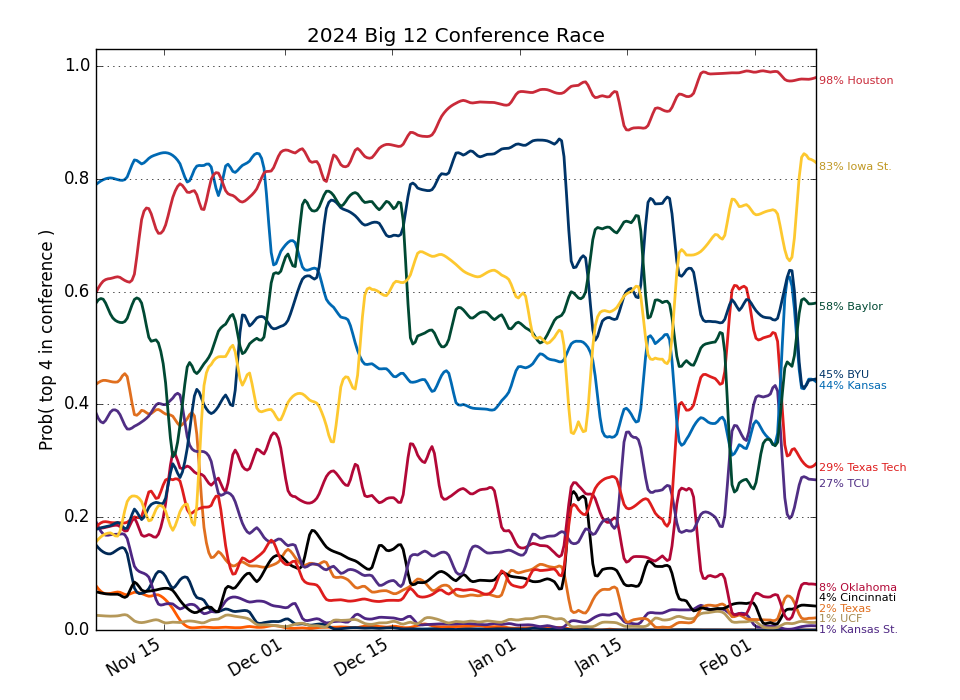 2024 Big 12 Conference Race
Prob( top 4 in conference )
1.0
0.8
0.6
0.4
0.2
0.0
Nov 15
Dec 01
Dec 15
Jan 01
Jan 15
Feb 01
98% Houston
83% Iowa St.
58% Baylor
45% BYU
44% Kansas
29% Texas Tech
27% TCU
8% Oklahoma
4% Cincinnati
2% Texas
1% UCF
1% Kansas St.